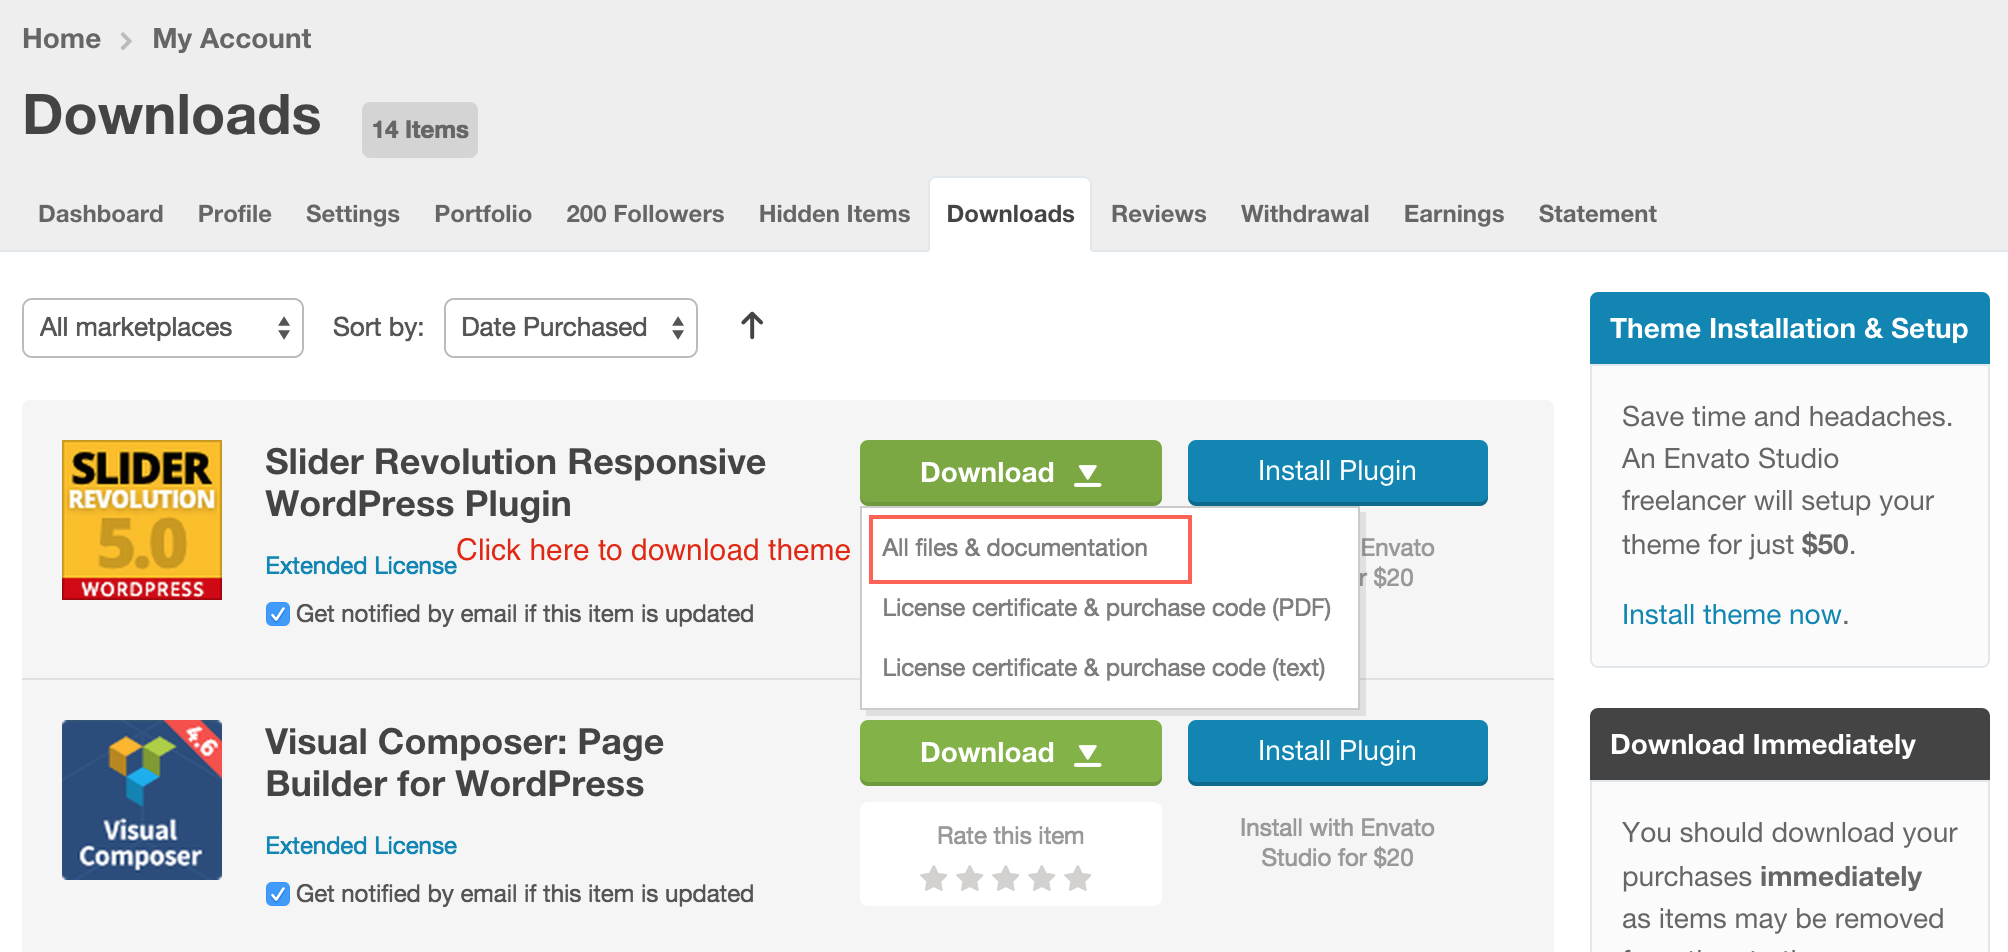 Home > My Account
Downloads 14 Items
Dashboard Profile Settings Portfolio 200 Followers Hidden Items Downloads Reviews Withdrawal Earnings Statement
All marketplaces Sort by: Date Purchased
SLIDER
REVOLUTION
5.0
WORDPRESS
Slider Revolution Responsive
WordPress Plugin
Extended License
Click here to download theme
Get notified by email if this item is updated
Download
All files & documentation
License certificate & purchase code (PDF)
License certificate & purchase code (text)
Install Plugin
Envato
r $20
4.6
Visual
Composer
Visual Composer: Page
Builder for WordPress
Extended License
Get notified by email if this item is updated
Download
Rate this item
Install Plugin
Install with Envato
Studio for $20
Theme Installation & Setup
Save time and headaches.
An Envato Studio
freelancer will setup your
theme for just $50.
Install theme now.
Download Immediately
You should download your
purchases immediately
as items may be removed